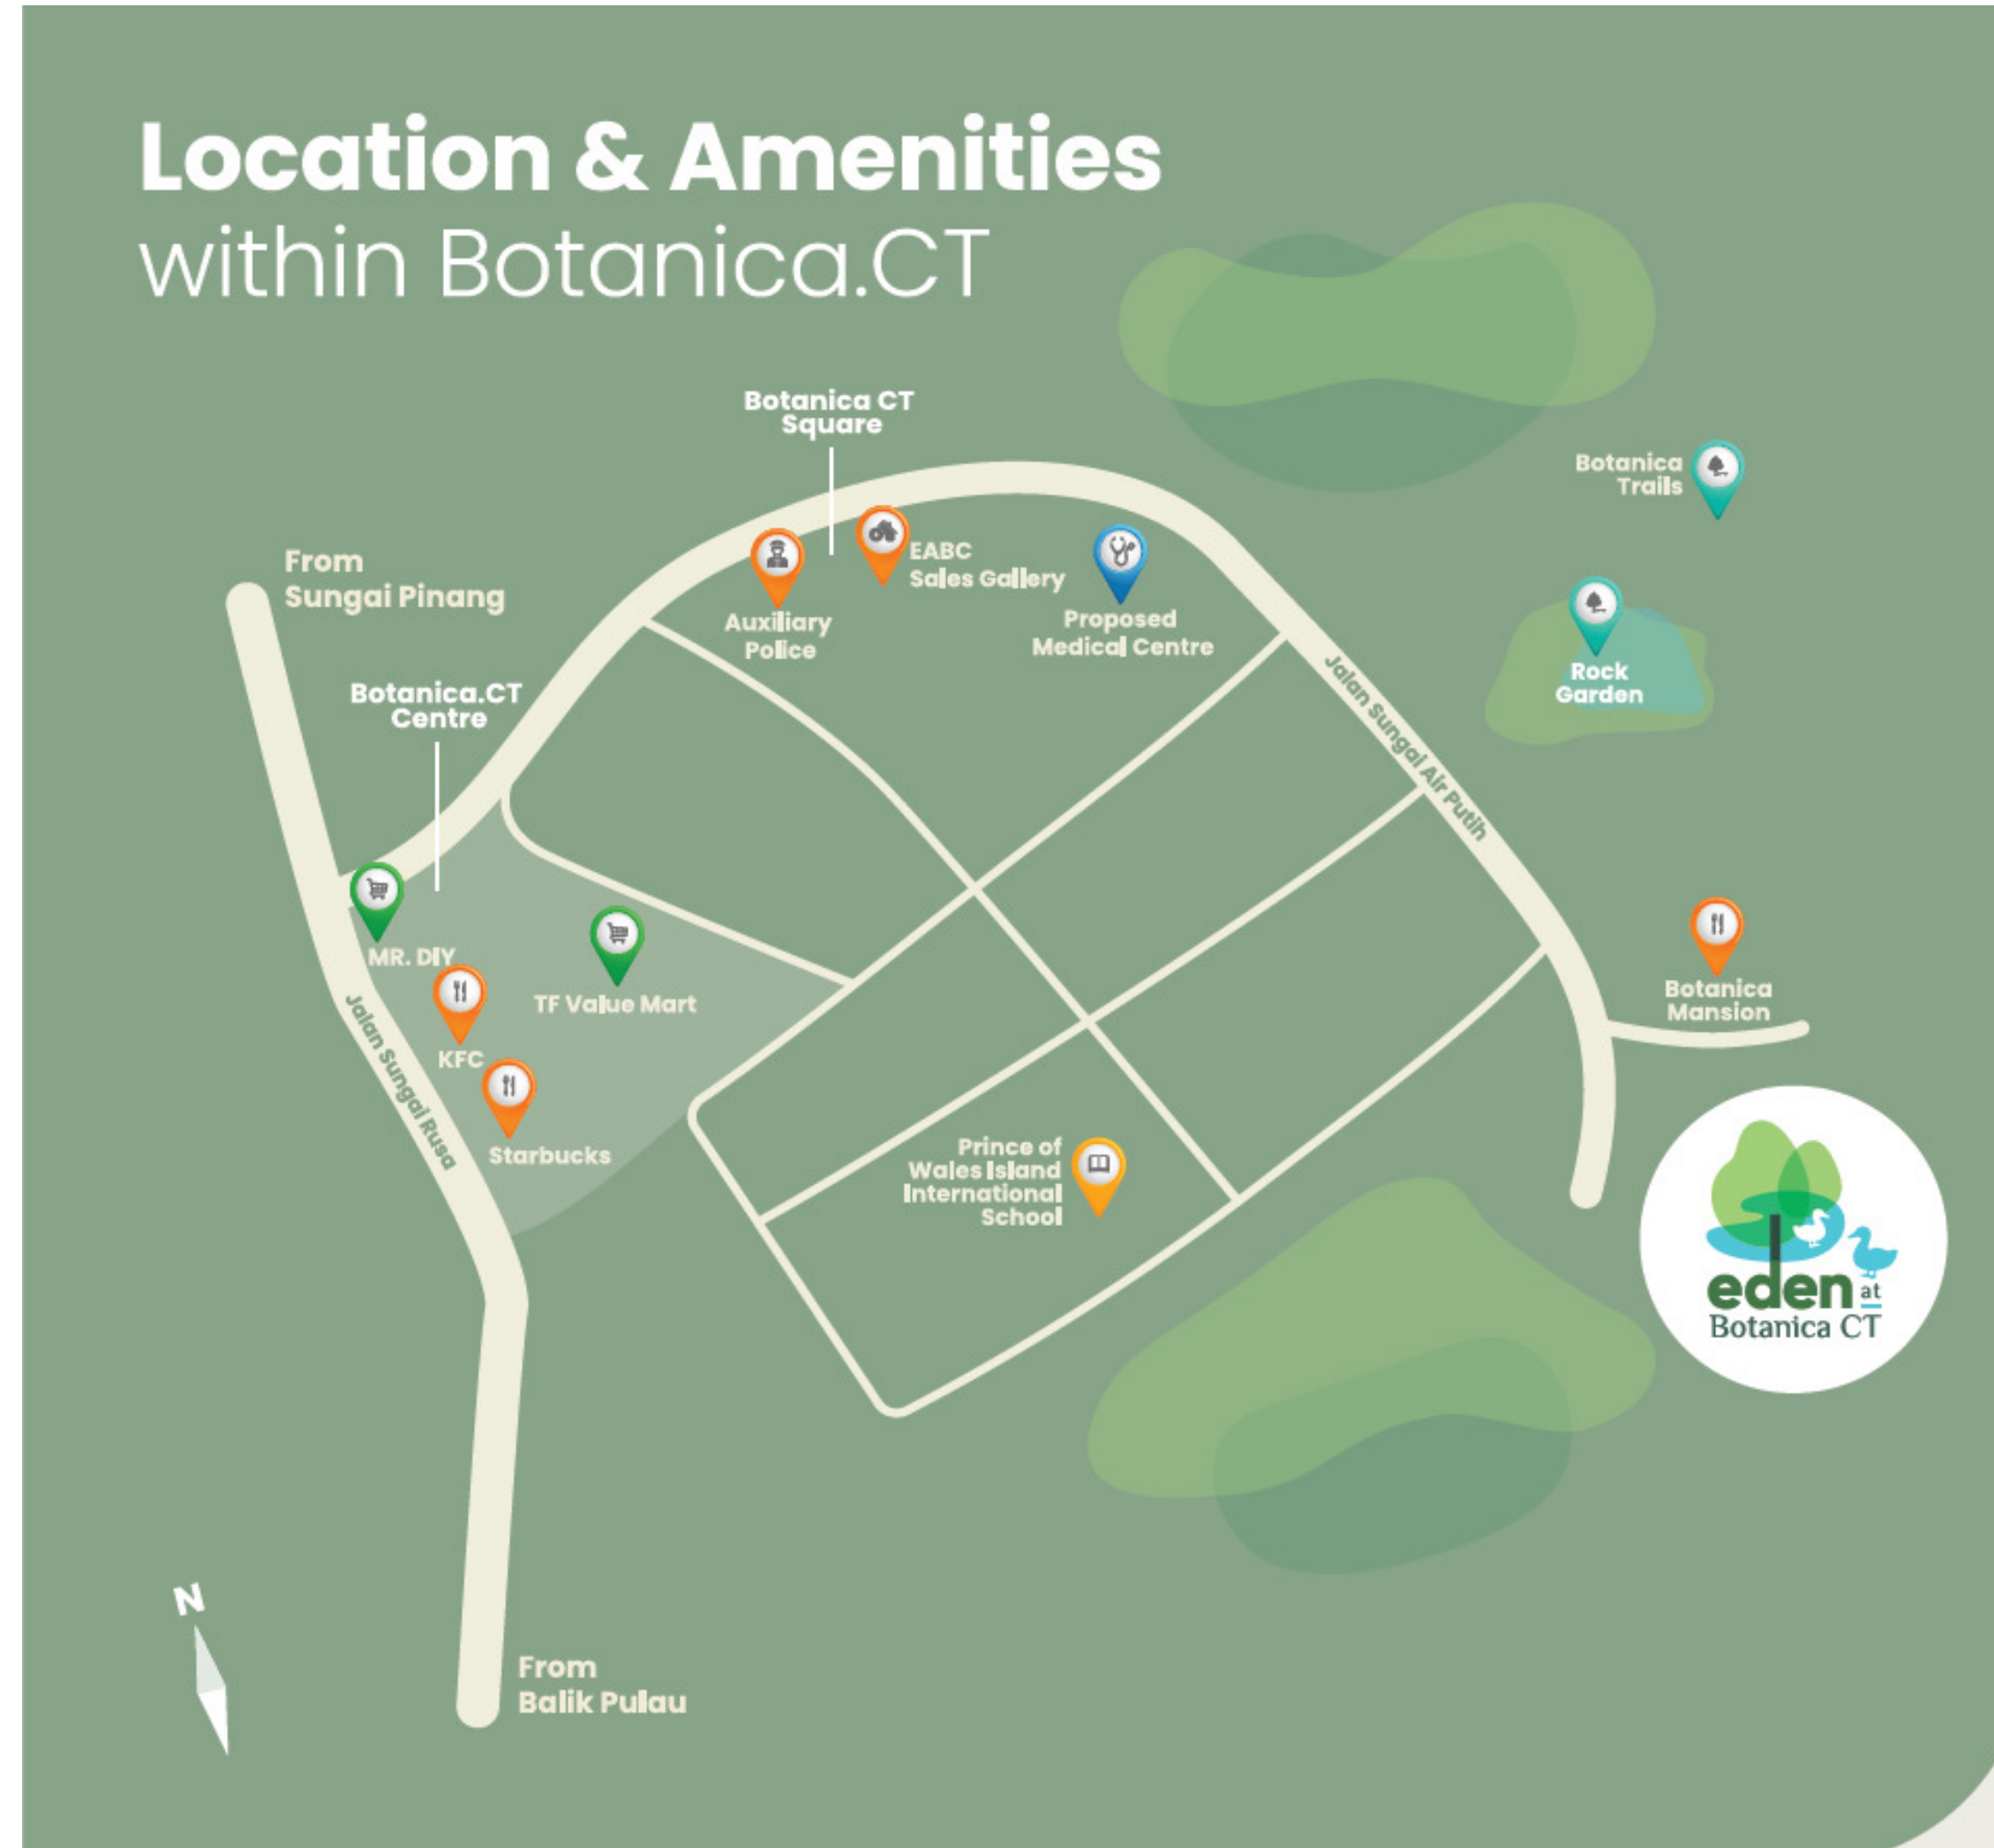 Location & Amenities
within Botanica.CT
Botanica CT
Square
Botanica
Trails
From
Sungai Pinang
EABC
Sales Gallery
Auxiliary
Police
Proposed
Medical Centre
Rock
Garden
Jalan Sungai Air Putih
Botanica.CT
Centre
MR. DIY
TF Value Mart
KFC
Jalan Sungai Rusa
Starbucks
Botanica
Mansion
Prince of
Wales Island
International
School
eden at
Botanica CT
N
From
Balik Pulau